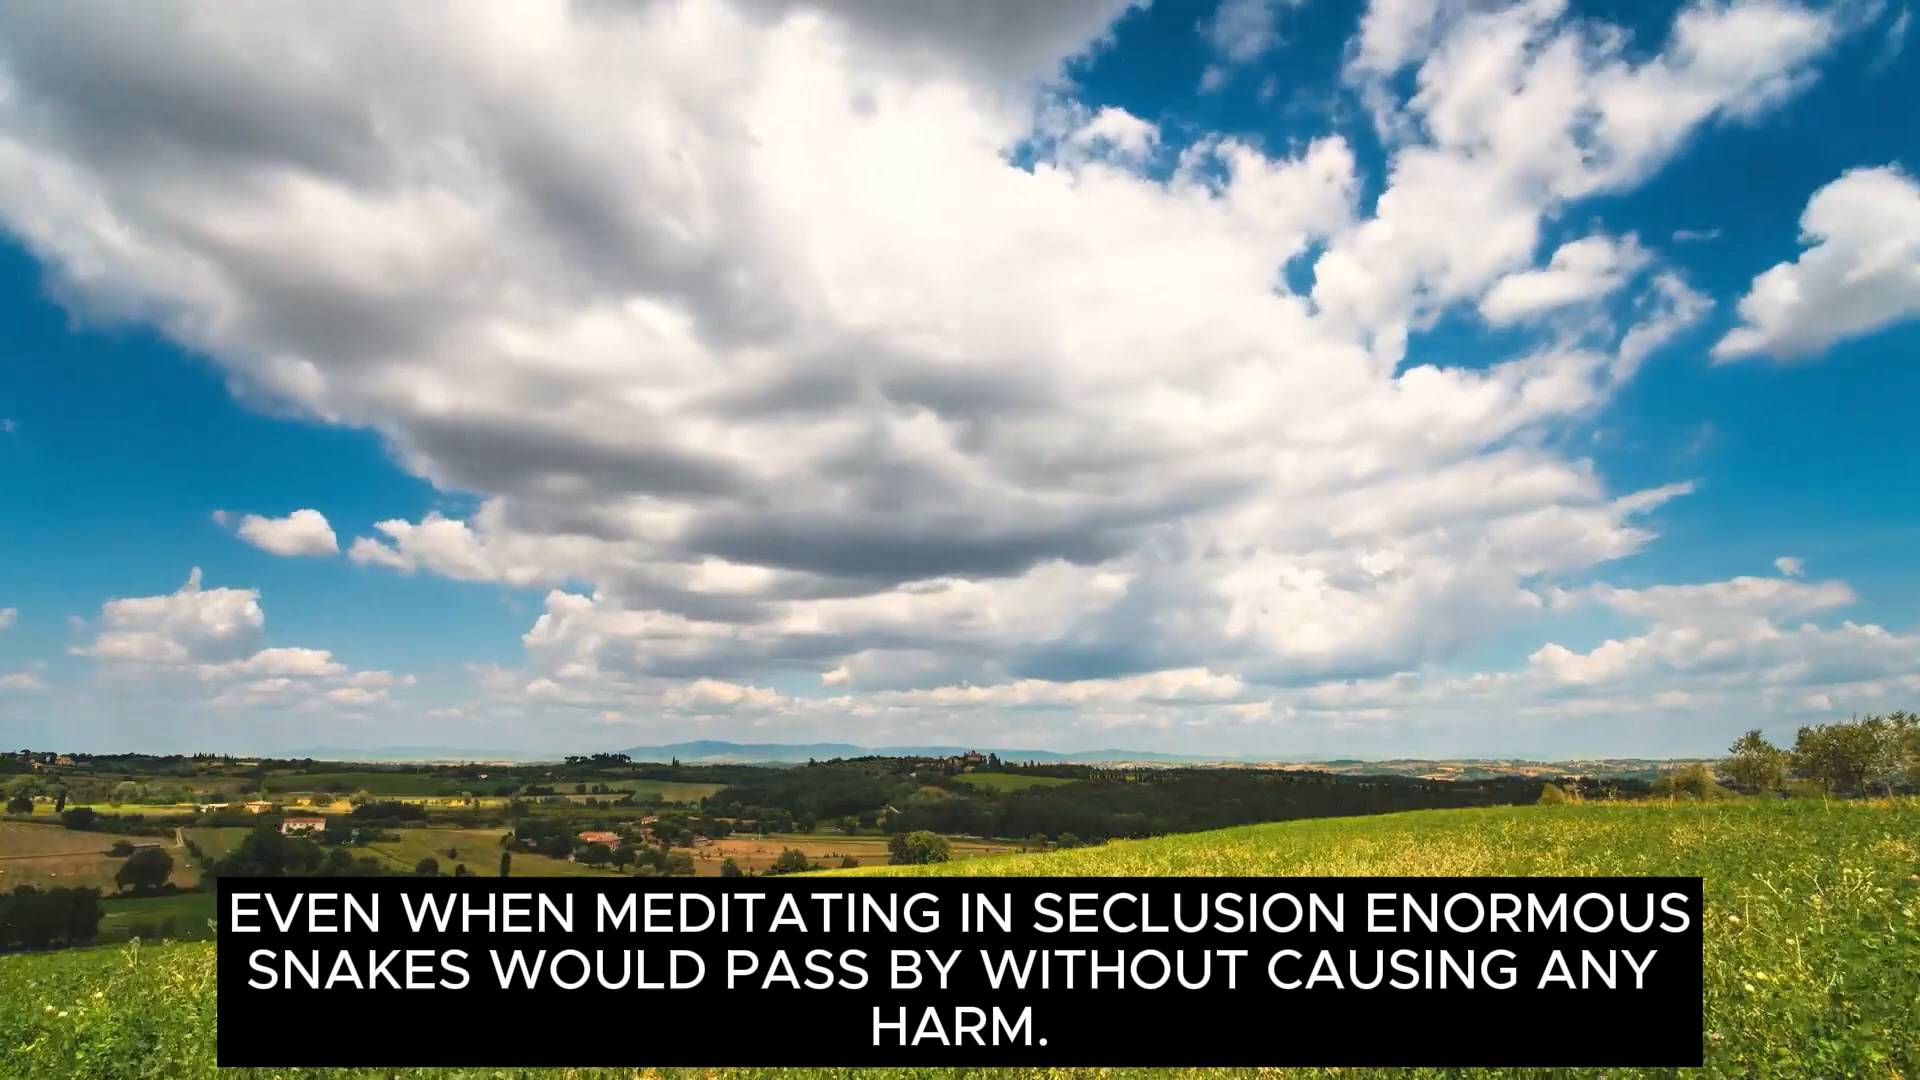 EVEN WHEN MEDITATING IN SECLUSION ENORMOUS
SNAKES WOULD PASS BY WITHOUT CAUSING ANY
HARM.